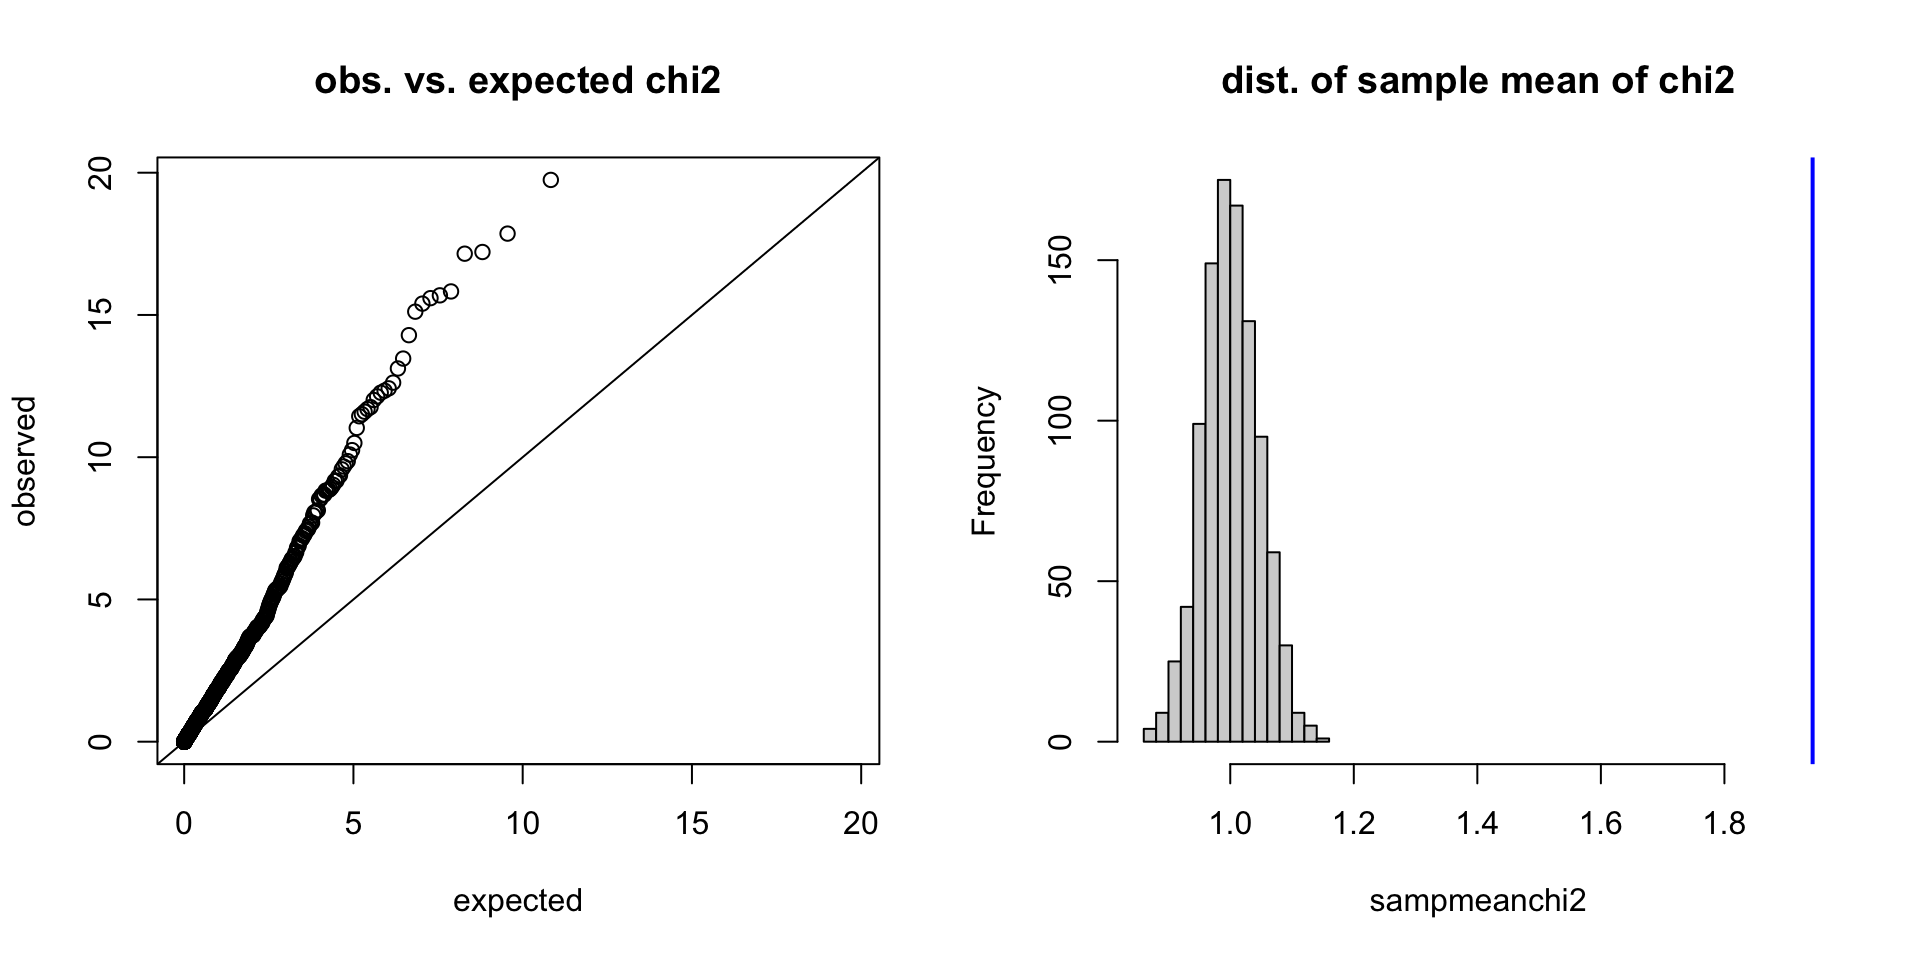 obs. vs. expected chi2
20
15
10
5
0
observed
0 5 10 15 20
expected
dist. of sample mean of chi2
150
100
50
0
Frequency
1.0 1.2 1.4 1.6 1.8
sampmeanchi2